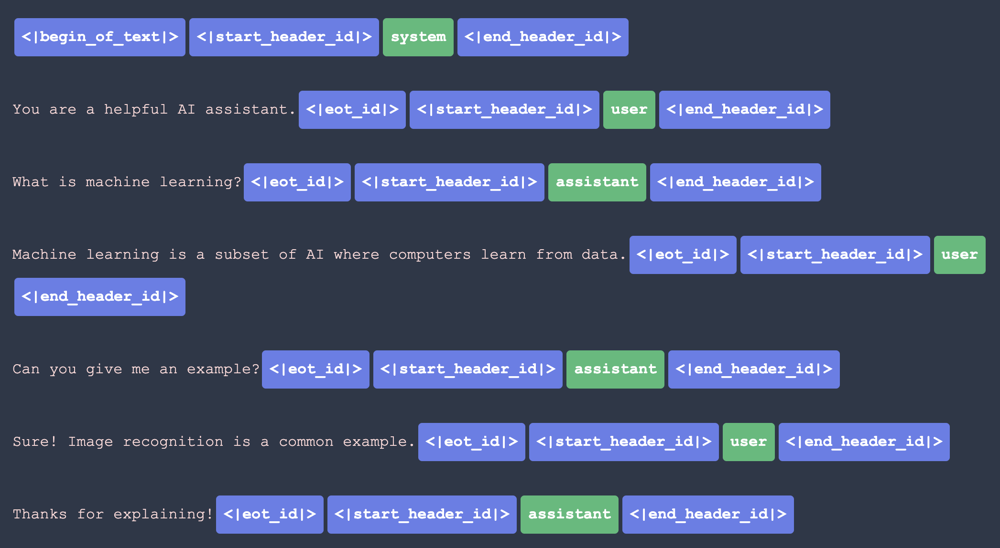 <|begin_of_text|> <|start_header_id|> system <|end_header_id|>
You are a helpful AI assistant. <|eot_id|> <|start_header_id|> user <|end_header_id|>
What is machine learning? <|eot_id|> <|start_header_id|> assistant <|end_header_id|>
Machine learning is a subset of AI where computers learn from data. <|eot_id|> <|start_header_id|> user
<|end_header_id|>
Can you give me an example? <|eot_id|> <|start_header_id|> assistant <|end_header_id|>
Sure! Image recognition is a common example. <|eot_id|> <|start_header_id|> user <|end_header_id|>
Thanks for explaining! <|eot_id|> <|start_header_id|> assistant <|end_header_id|>